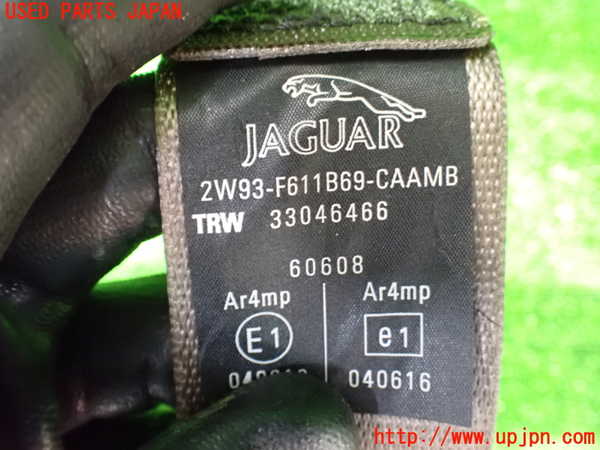 USED PARTS JAPAN
JAGUAR
2W93-F611B69-CAAMB
TRW 33046466
60608
Ar4mp Ar4mp
E1 e1
040616
http://www.upjpn.com/